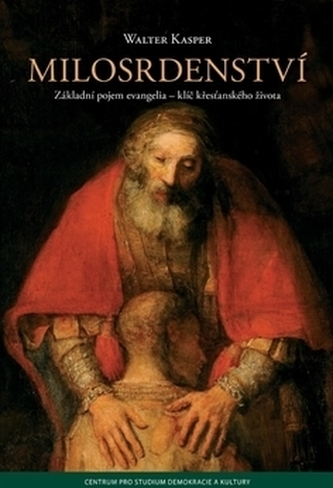 WALTER KASPER
MILOSRDENSTVÍ
Základní pojem evangelia – klíč křesťanského života
CENTRUM PRO STUDIUM DEMOKRACIE A KULTURY